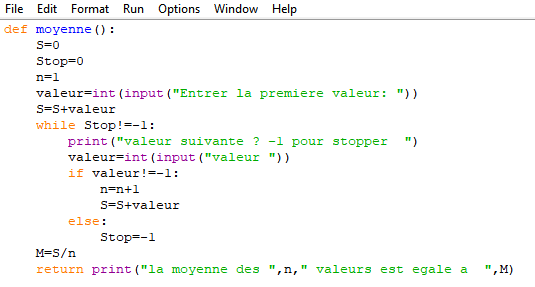 File Edit Format Run Options Window Help
def moyenne():
    S=0
    Stop=0
    n=1
    valeur=int(input("Entrer la premiere valeur: "))
    S=S+valeur
    while Stop!=-1:
        print("valeur suivante ? -1 pour stopper  ")
        valeur=int(input("valeur "))
        if valeur!=-1:
            n=n+1
            S=S+valeur
        else:
            Stop=-1
    M=S/n
    return print("la moyenne des ",n," valeurs est egale a  ",M)